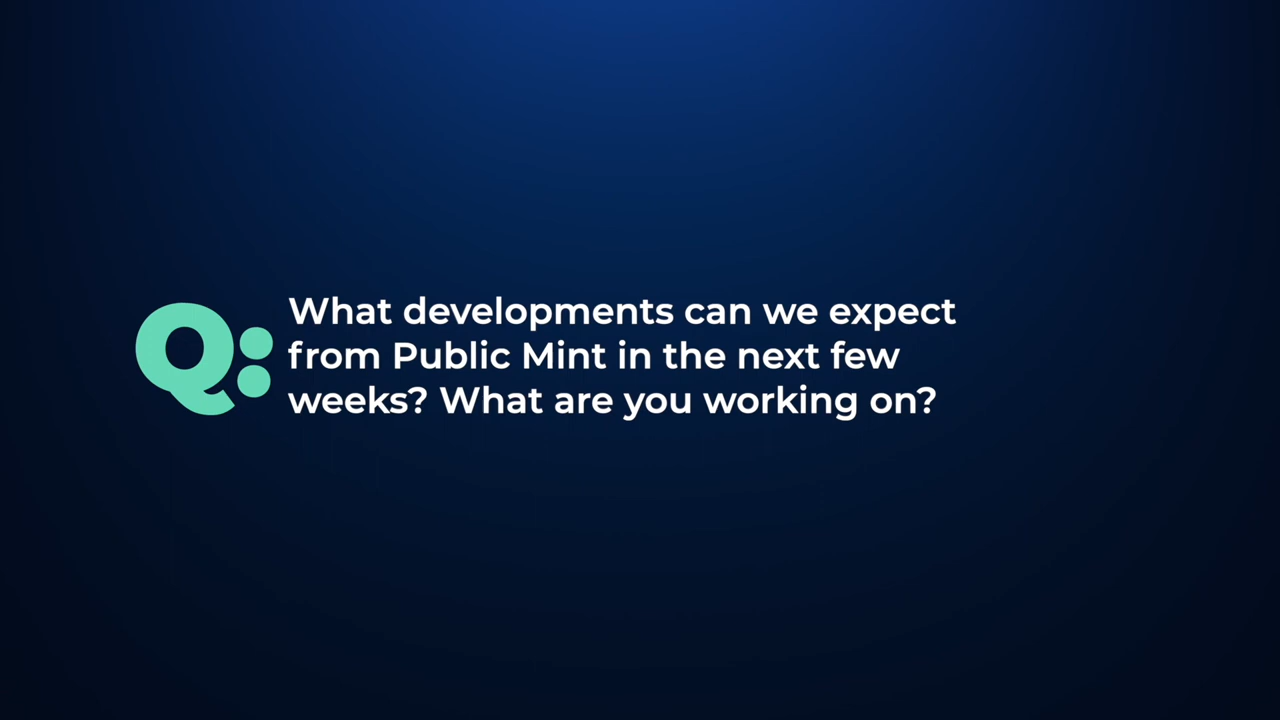 Q:
What developments can we expect
from Public Mint in the next few
weeks? What are you working on?